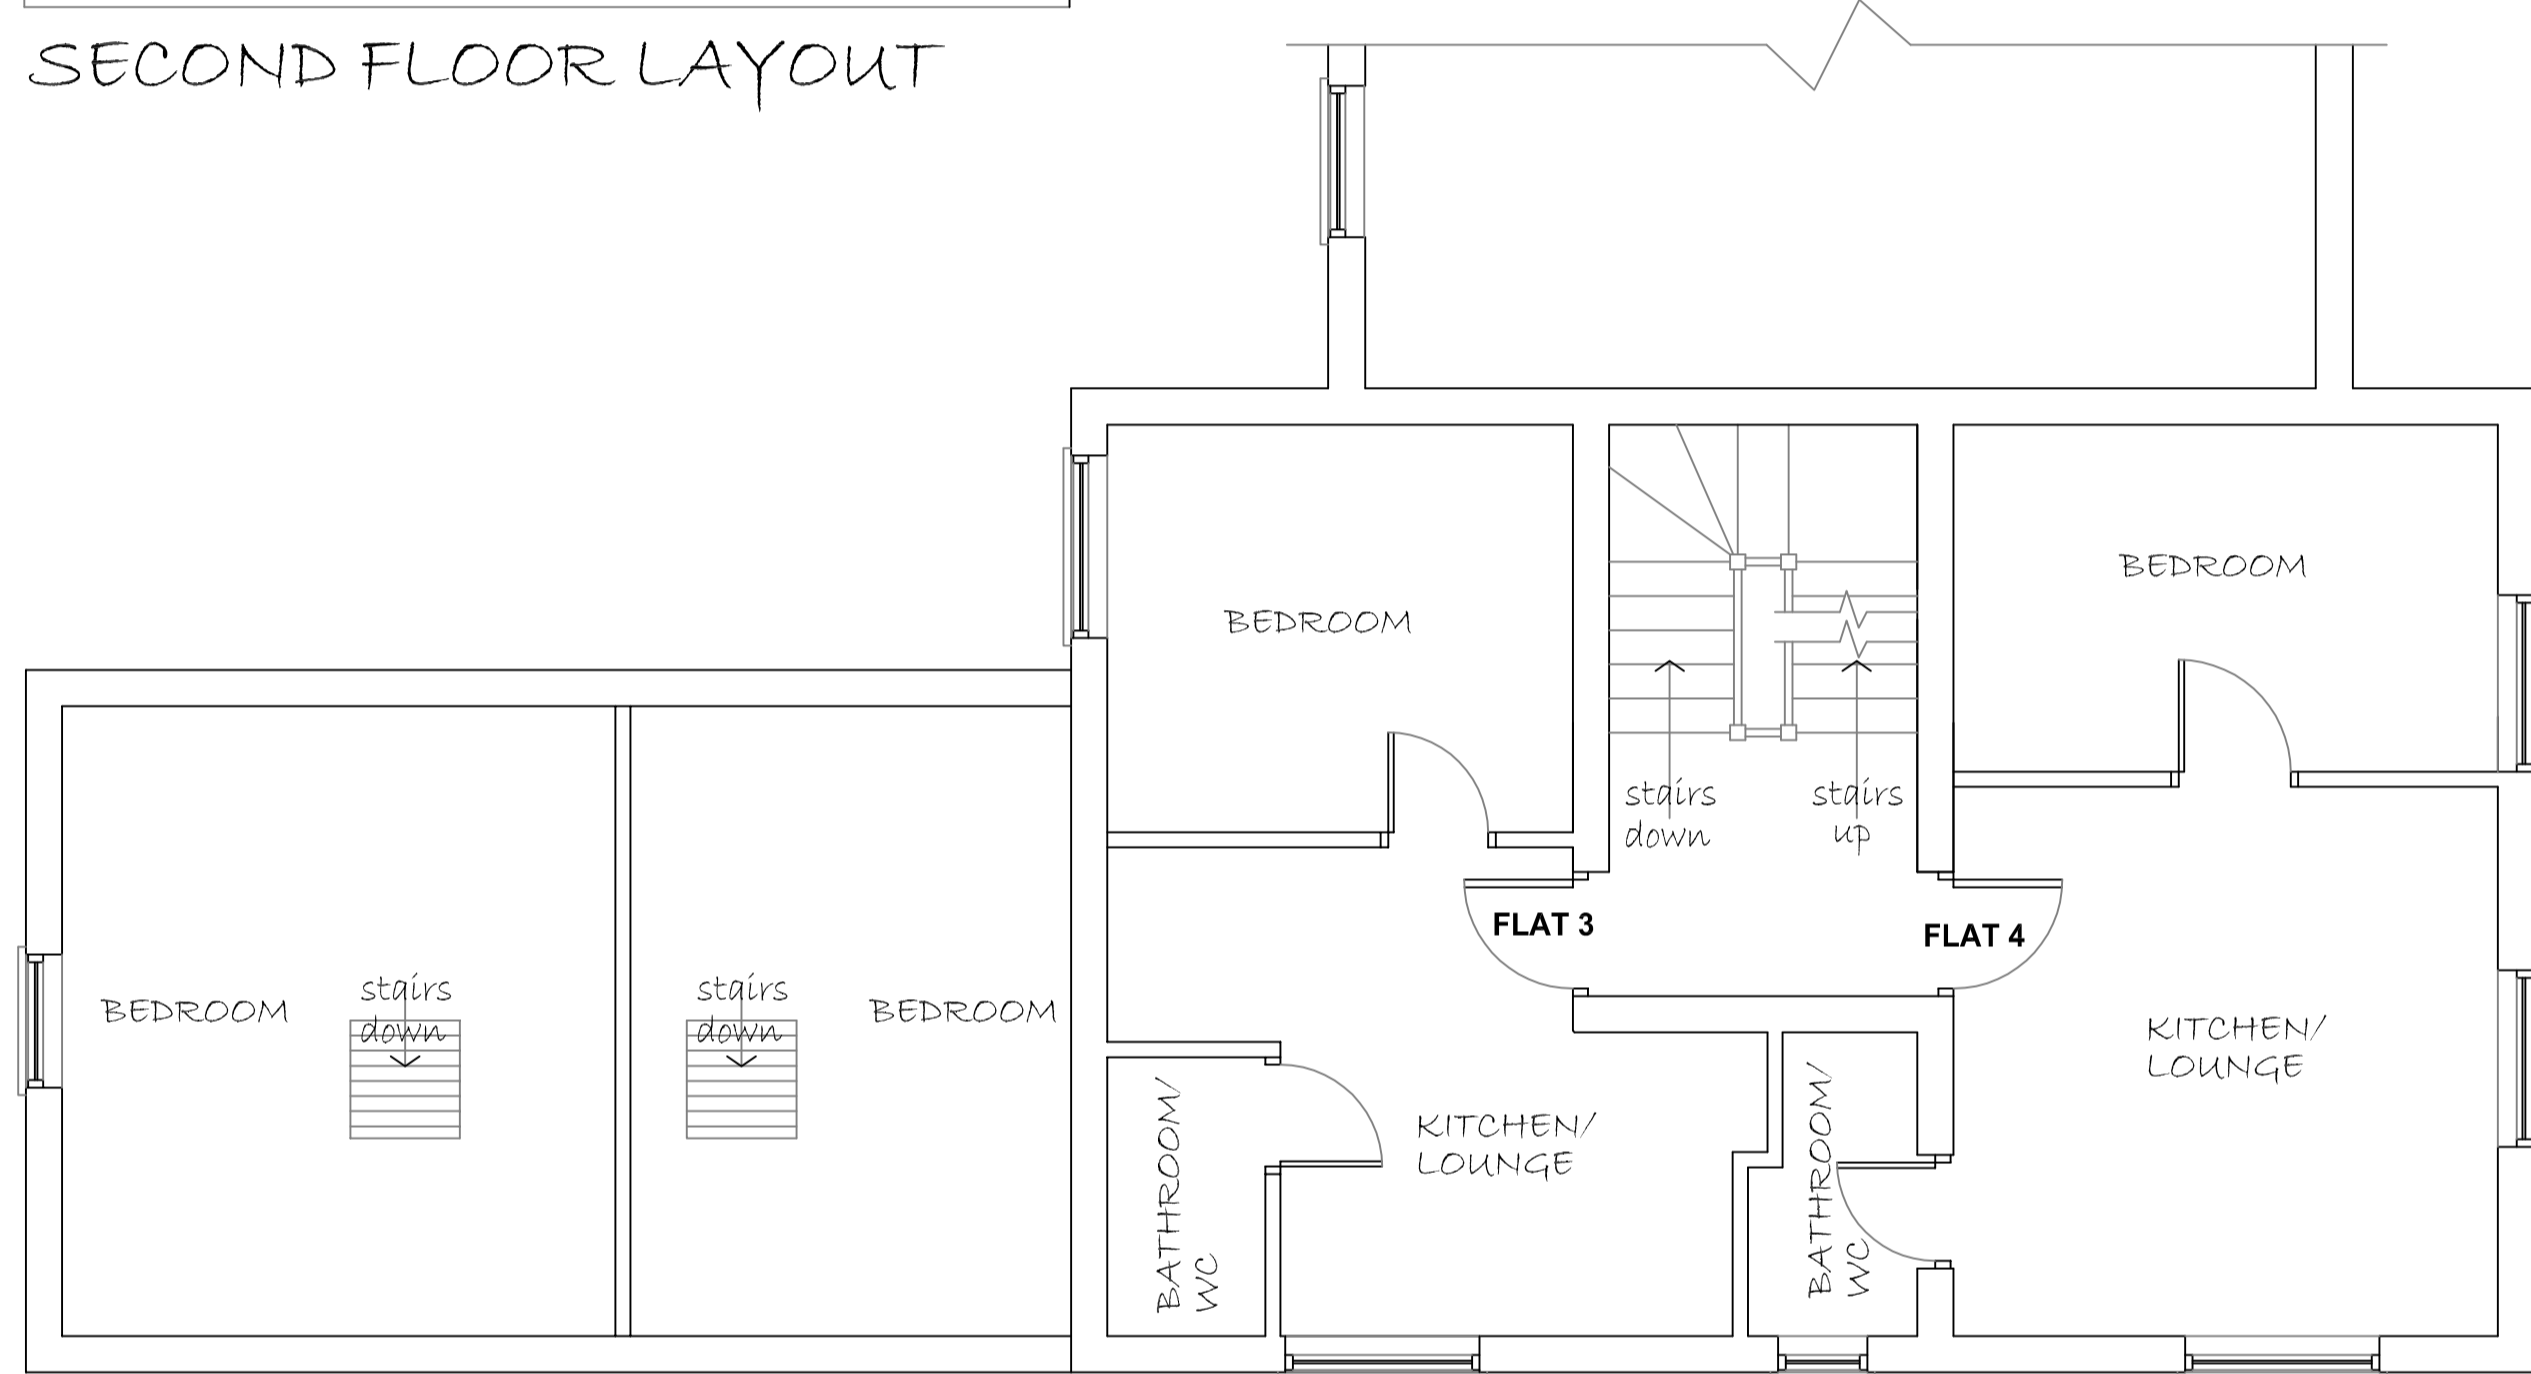 SECOND FLOOR LAYOUT
BEDROOM
BEDROOM
stairs
down
stairs
up
FLAT 3
FLAT 4
BEDROOM
stairs
down
stairs
down
BEDROOM
KITCHEN/
LOUNGE
KITCHEN/
LOUNGE
BATHROOM/
WC
BATHROOM/
WC